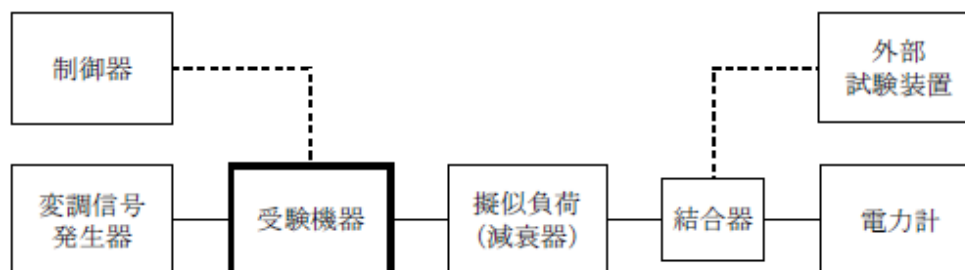 制御器
外部
試験装置
変調信号
発生器
受験機器
擬似負荷
（減衰器）
結合器
電力計